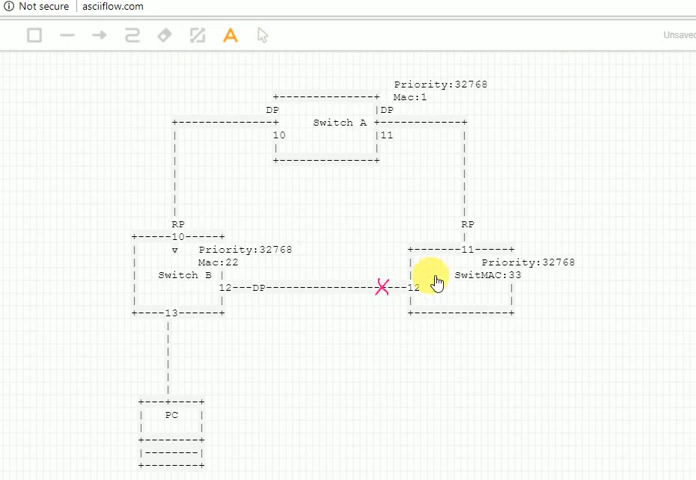 Not secure | asciiflow.com
A
Unsaved
Priority:32768
Mac:1
DP
DP
Switch A
10
11
RP
RP
10
11
v
Priority:32768
Mac:22
Switch B
Priority:32768
SwitMAC:33
12
DP
12
13
PC